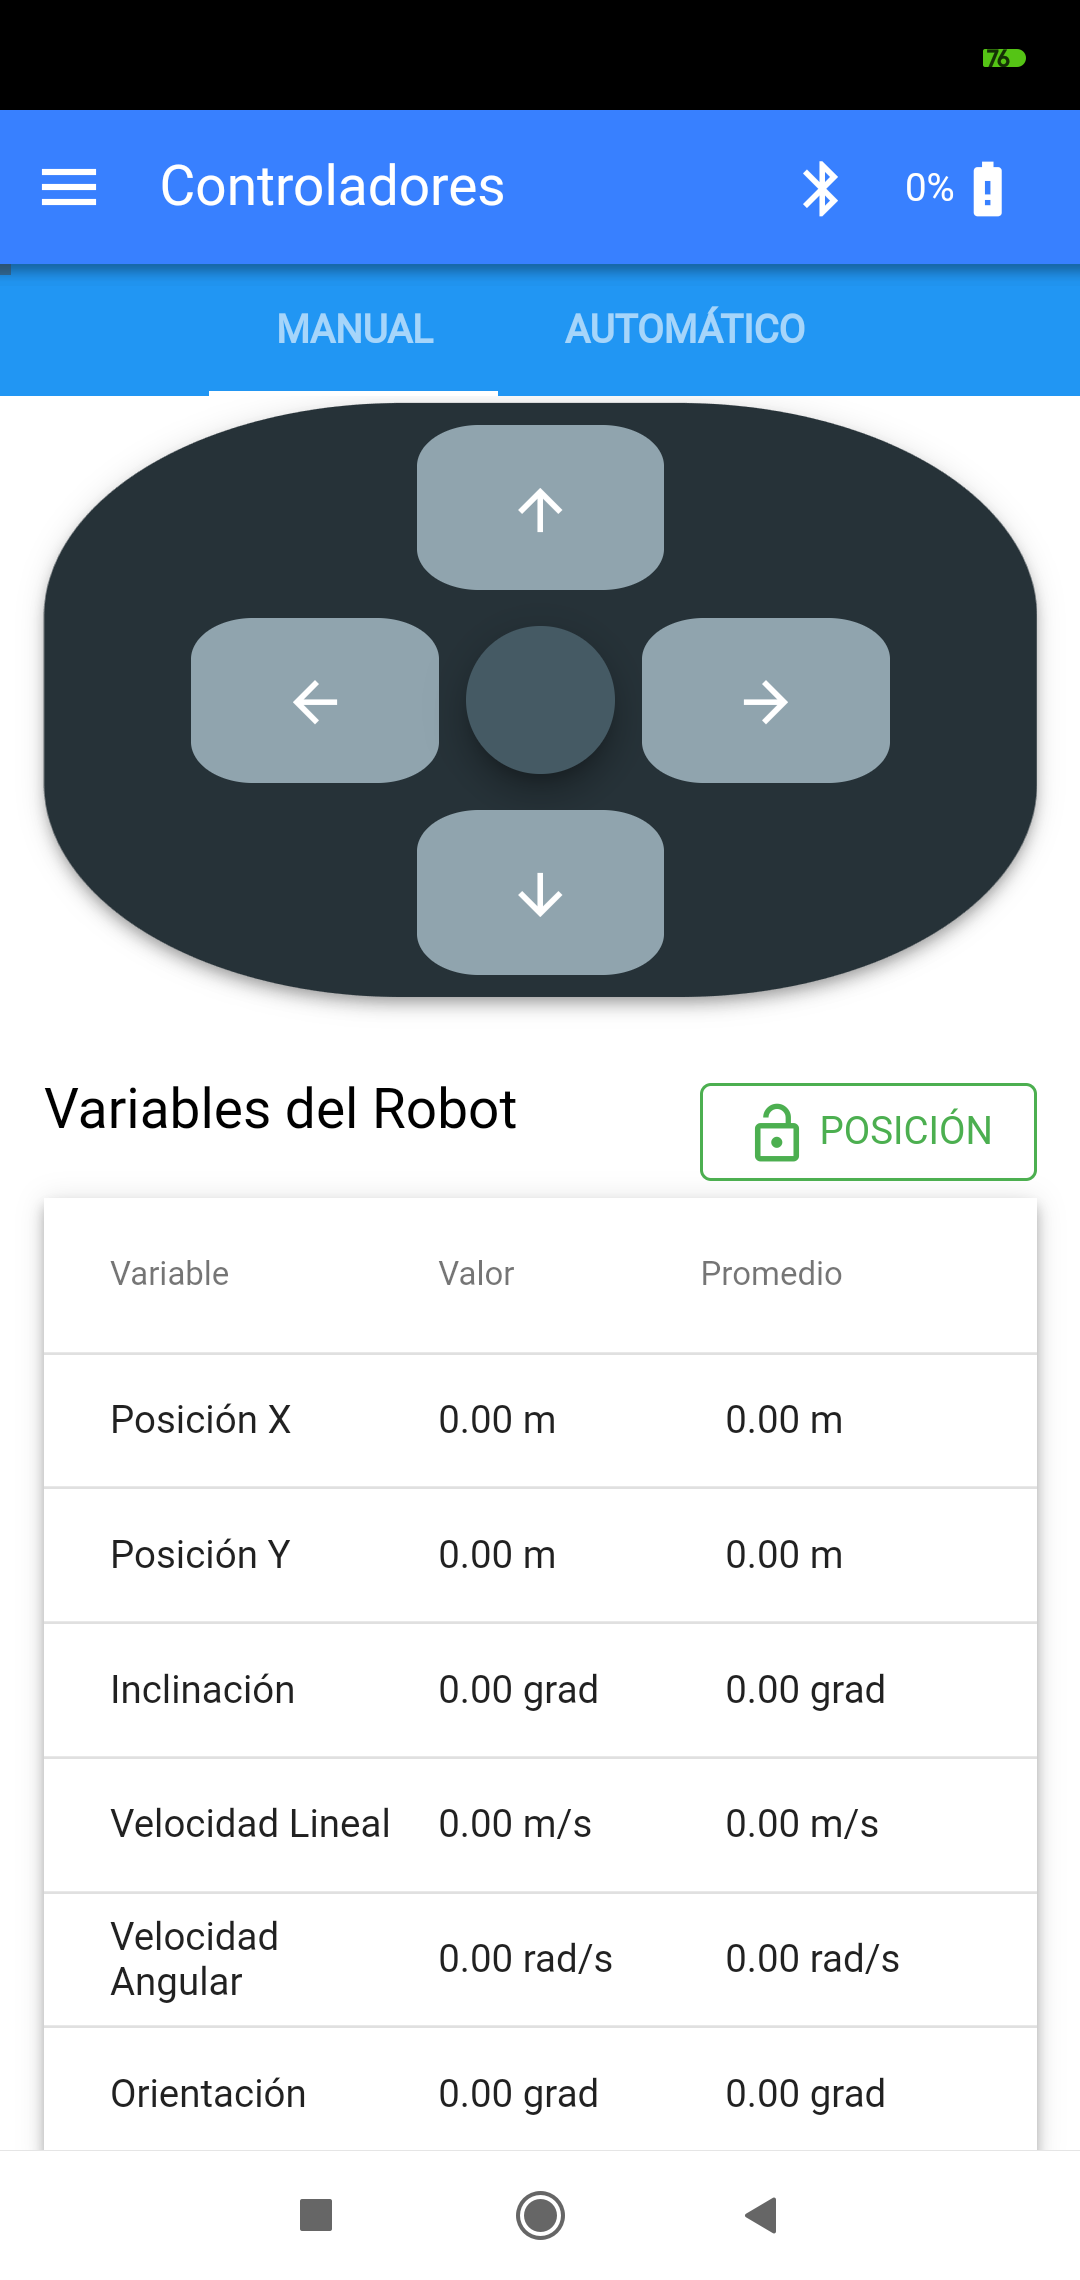 76
Controladores
0%
MANUAL AUTOMÁTICO
Variables del Robot
POSICIÓN
Variable Valor Promedio
Posición X 0.00 m 0.00 m
Posición Y 0.00 m 0.00 m
Inclinación 0.00 grad 0.00 grad
Velocidad Lineal 0.00 m/s 0.00 m/s
Velocidad
Angular 0.00 rad/s 0.00 rad/s
Orientación 0.00 grad 0.00 grad